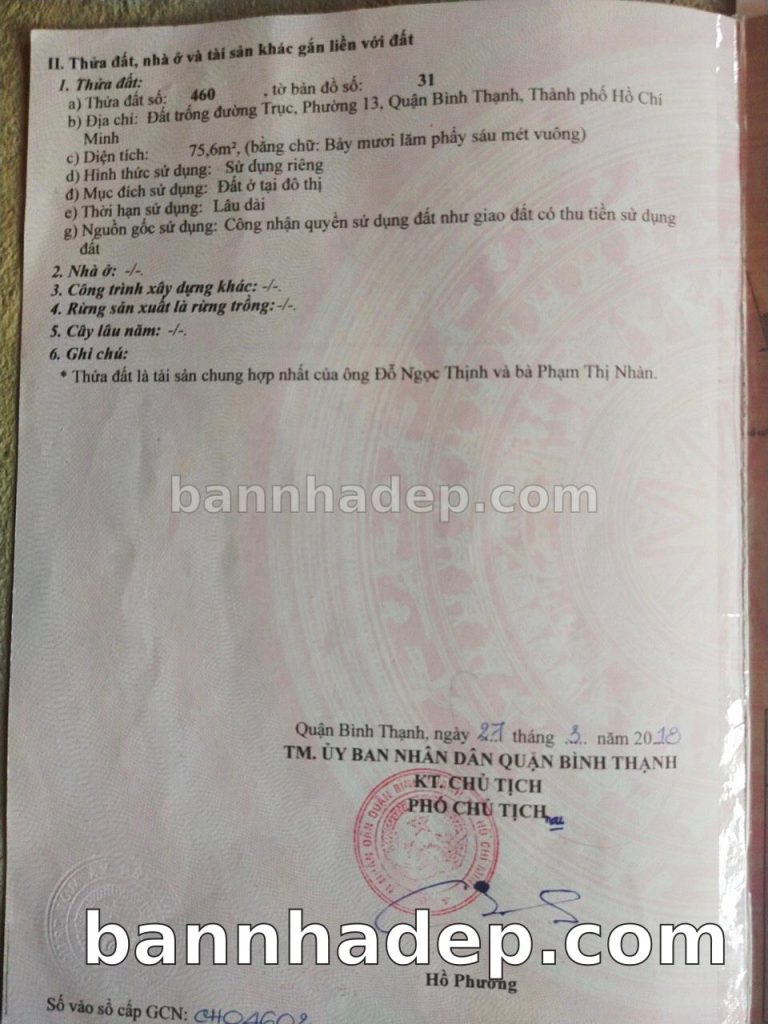 II. Thửa đất, nhà ở và tài sản khác gắn liền với đất
1. Thửa đất:
a) Thửa đất số: 460 , tờ bản đồ số: 31
b) Địa chỉ: Đất trống đường Trục, Phường 13, Quận Bình Thạnh, Thành phố Hồ Chí
Minh
c) Diện tích: 75,6m², (bằng chữ: Bảy mươi lăm phẩy sáu mét vuông)
d) Hình thức sử dụng: Sử dụng riêng
đ) Mục đích sử dụng: Đất ở tại đô thị
e) Thời hạn sử dụng: Lâu dài
g) Nguồn gốc sử dụng: Công nhận quyền sử dụng đất như giao đất có thu tiền sử dụng
đất
2. Nhà ở: -/-.
3. Công trình xây dựng khác: -/-.
4. Rừng sản xuất là rừng trồng: -/-.
5. Cây lâu năm: -/-.
6. Ghi chú:
* Thửa đất là tài sản chung hợp nhất của ông Đỗ Ngọc Thịnh và bà Phạm Thị Nhàn.
bannhadep.com
Quận Bình Thạnh, ngày 27 tháng 3.. năm 2018
TM. ỦY BAN NHÂN DÂN QUẬN BÌNH THẠNH
KT. CHỦ TỊCH
PHÓ CHỦ TỊCH
bannhadep.com
Hồ Phương
Số vào sổ cấp GCN: CH04602